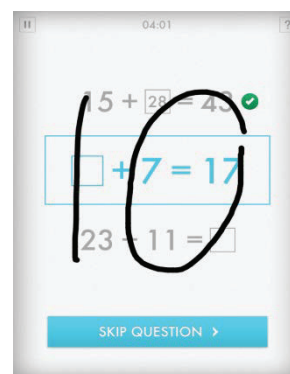 04:01
?
15 + 28 = 43
+ 7 = 17
23 - 11 =
10
SKIP QUESTION >